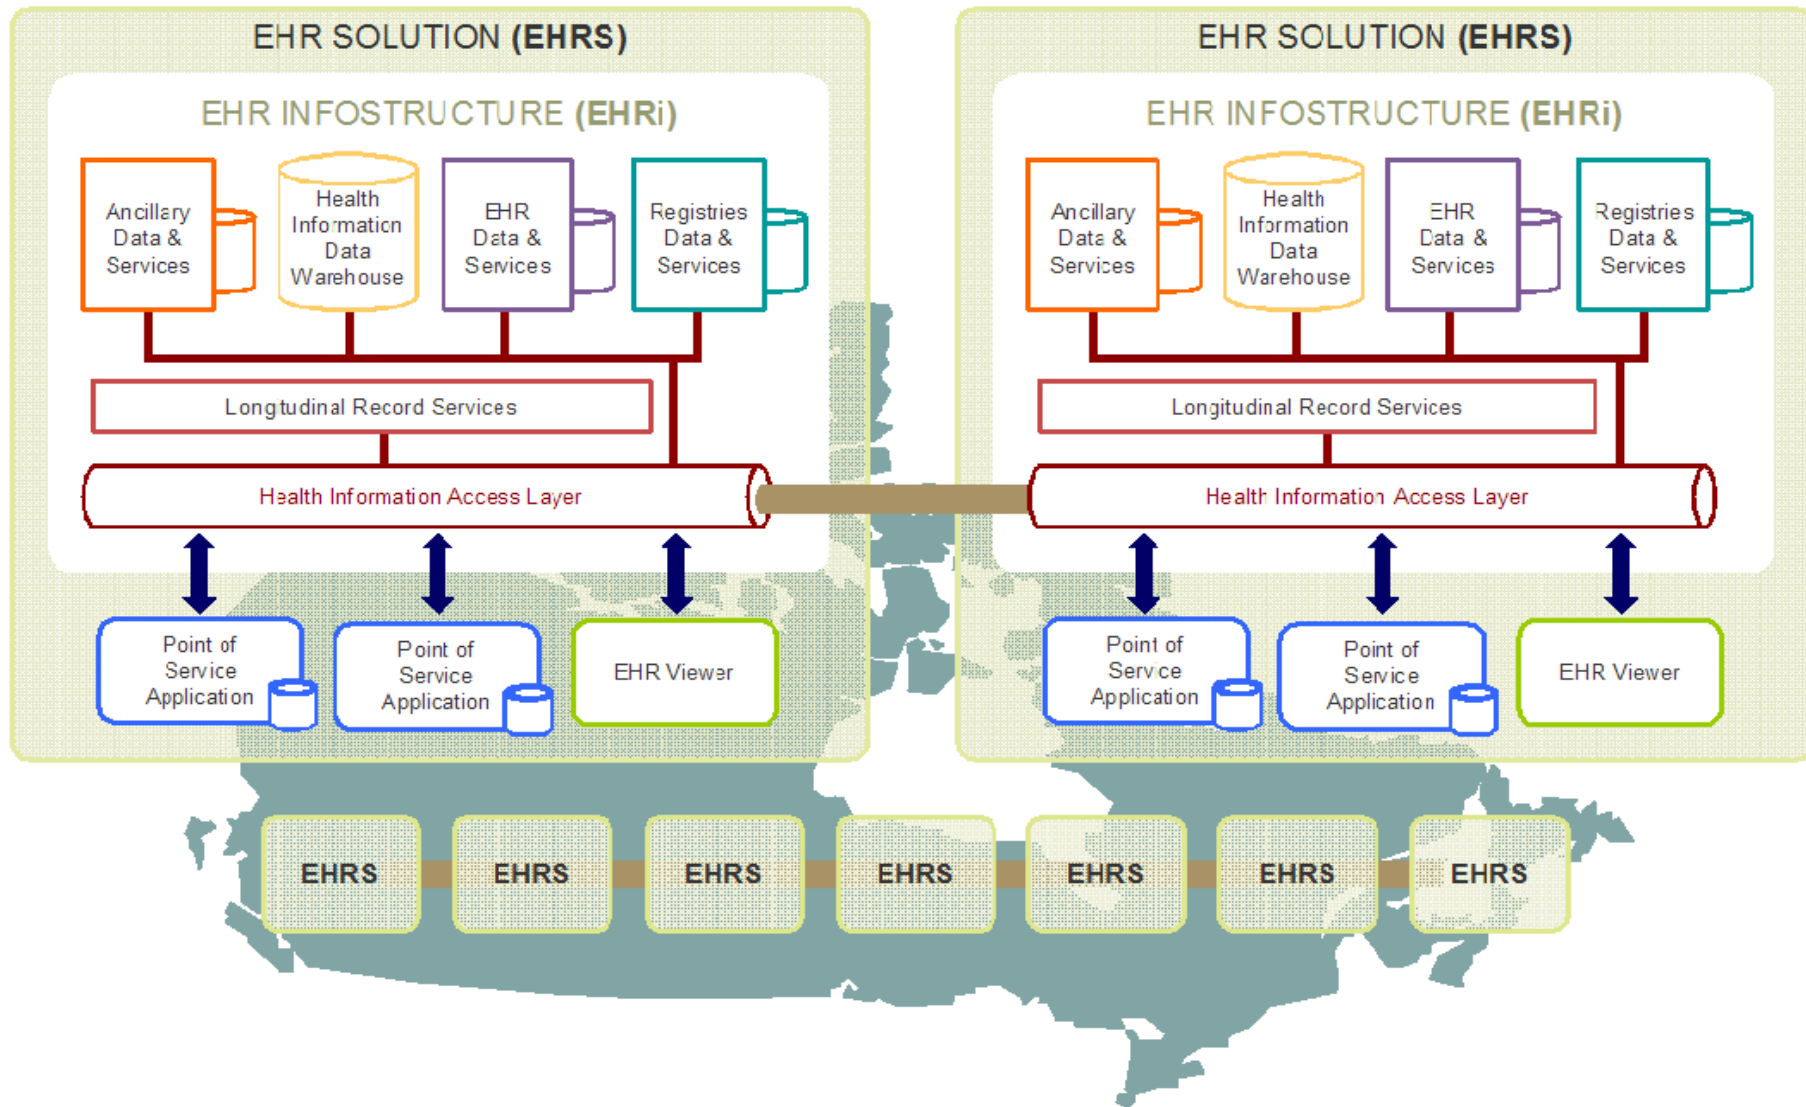 EHR SOLUTION (EHRS)
EHR INFOSTRUCTURE (EHRi)
Ancillary
Data &
Services
Health
Information
Data
Warehouse
EHR
Data &
Services
Registries
Data &
Services
Longitudinal Record Services
Health Information Access Layer
Point of
Service
Application
Point of
Service
Application
EHR Viewer
EHR SOLUTION (EHRS)
EHR INFOSTRUCTURE (EHRi)
Ancillary
Data &
Services
Health
Information
Data
Warehouse
EHR
Data &
Services
Registries
Data &
Services
Longitudinal Record Services
Health Information Access Layer
Point of
Service
Application
Point of
Service
Application
EHR Viewer
EHRS
EHRS
EHRS
EHRS
EHRS
EHRS
EHRS